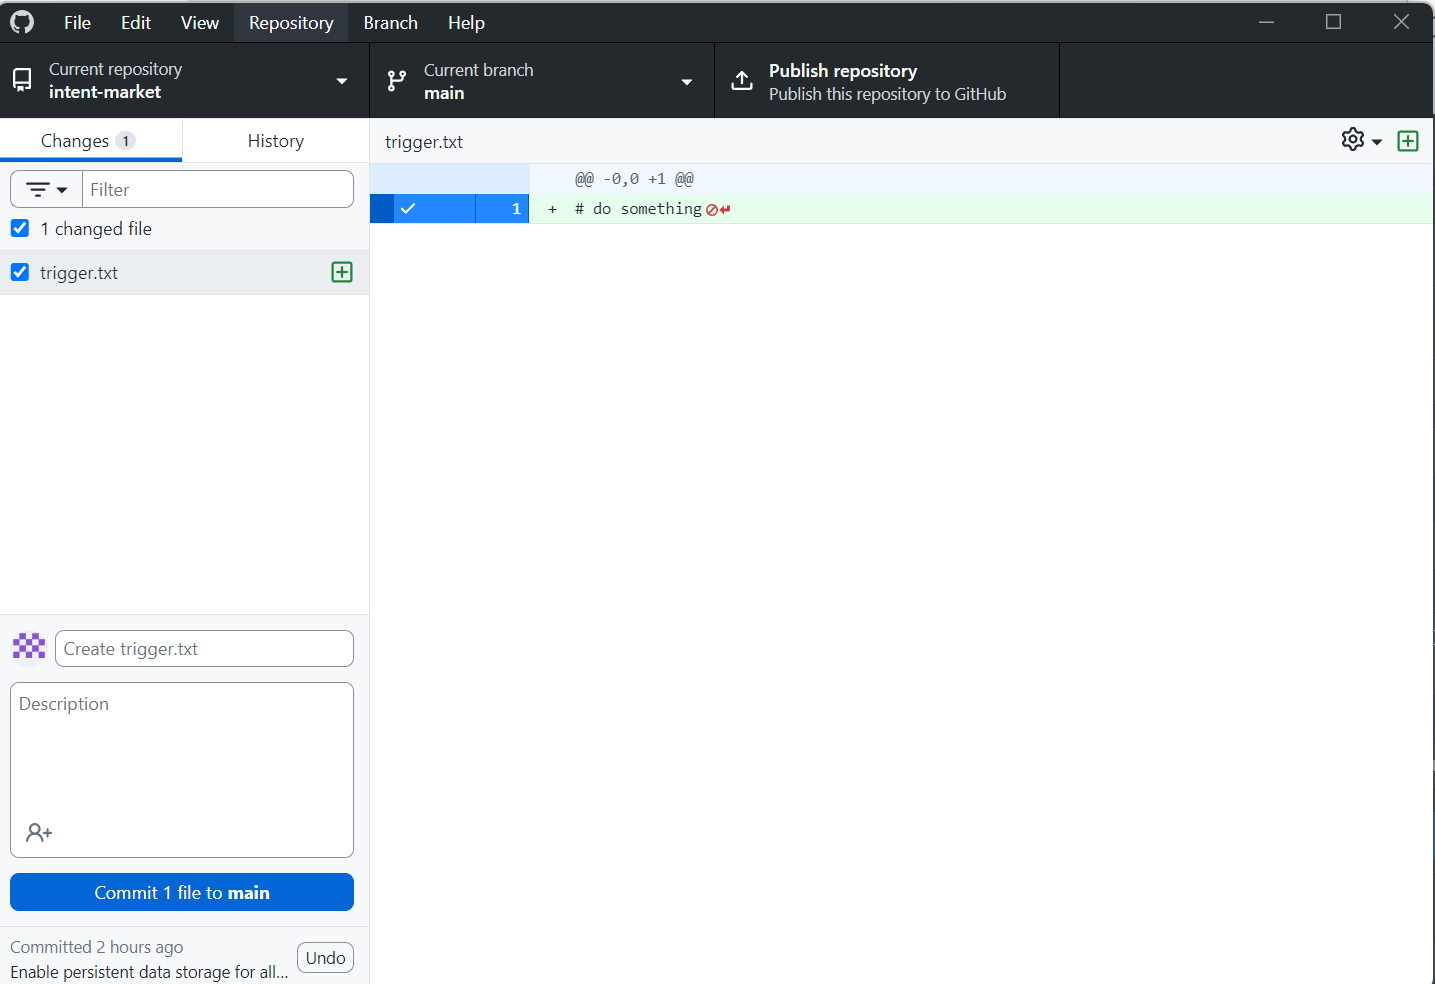 File Edit View Repository Branch Help
Current repository
intent-market
Current branch
main
Publish repository
Publish this repository to GitHub
Changes 1
History
trigger.txt
Filter
1 changed file
trigger.txt
@@ -0,0 +1 @@
1 + # do something
Create trigger.txt
Description
Commit 1 file to main
Committed 2 hours ago
Enable persistent data storage for all...
Undo